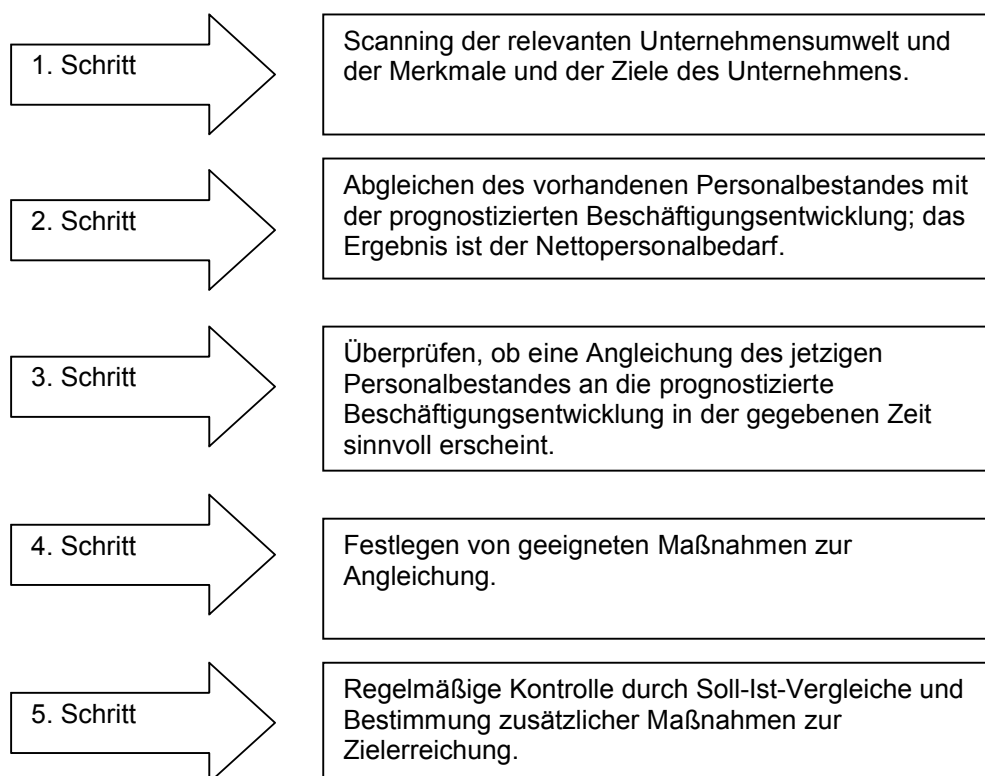 1. Schritt
Scanning der relevanten Unternehmensumwelt und
der Merkmale und der Ziele des Unternehmens.
2. Schritt
Abgleichen des vorhandenen Personalbestandes mit
der prognostizierten Beschäftigungsentwicklung; das
Ergebnis ist der Nettopersonalbedarf.
3. Schritt
Überprüfen, ob eine Angleichung des jetzigen
Personalbestandes an die prognostizierte
Beschäftigungsentwicklung in der gegebenen Zeit
sinnvoll erscheint.
4. Schritt
Festlegen von geeigneten Maßnahmen zur
Angleichung.
5. Schritt
Regelmäßige Kontrolle durch Soll-Ist-Vergleiche und
Bestimmung zusätzlicher Maßnahmen zur
Zielerreichung.